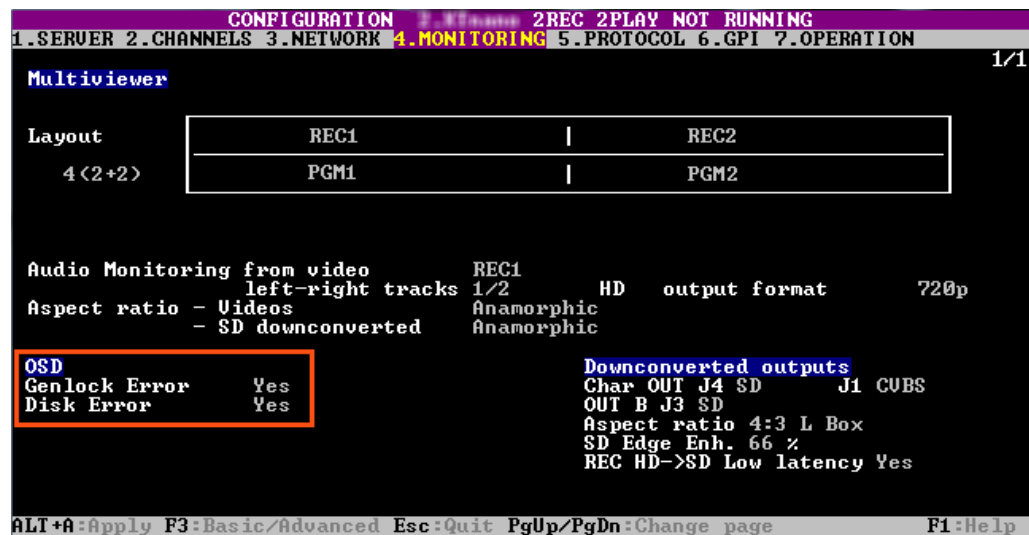 CONFIGURATION 2REC 2PLAY NOT RUNNING
1.SERVER 2.CHANNELS 3.NETWORK 4.MONITORING 5.PROTOCOL 6.GPI 7.OPERATION
1/1
Multiviewer
Layout REC1 | REC2
4(2+2) PGM1 | PGM2
Audio Monitoring from video REC1
left-right tracks 1/2 HD output format 720p
Aspect ratio - Videos Anamorphic
- SD downconverted Anamorphic
OSD Downconverted outputs
Genlock Error Yes Char OUT J4 SD J1 CVBS
Disk Error Yes OUT B J3 SD
Aspect ratio 4:3 L Box
SD Edge Enh. 66 %
REC HD->SD Low latency Yes
ALT+A:Apply F3:Basic/Advanced Esc:Quit PgUp/PgDn:Change page F1:Help